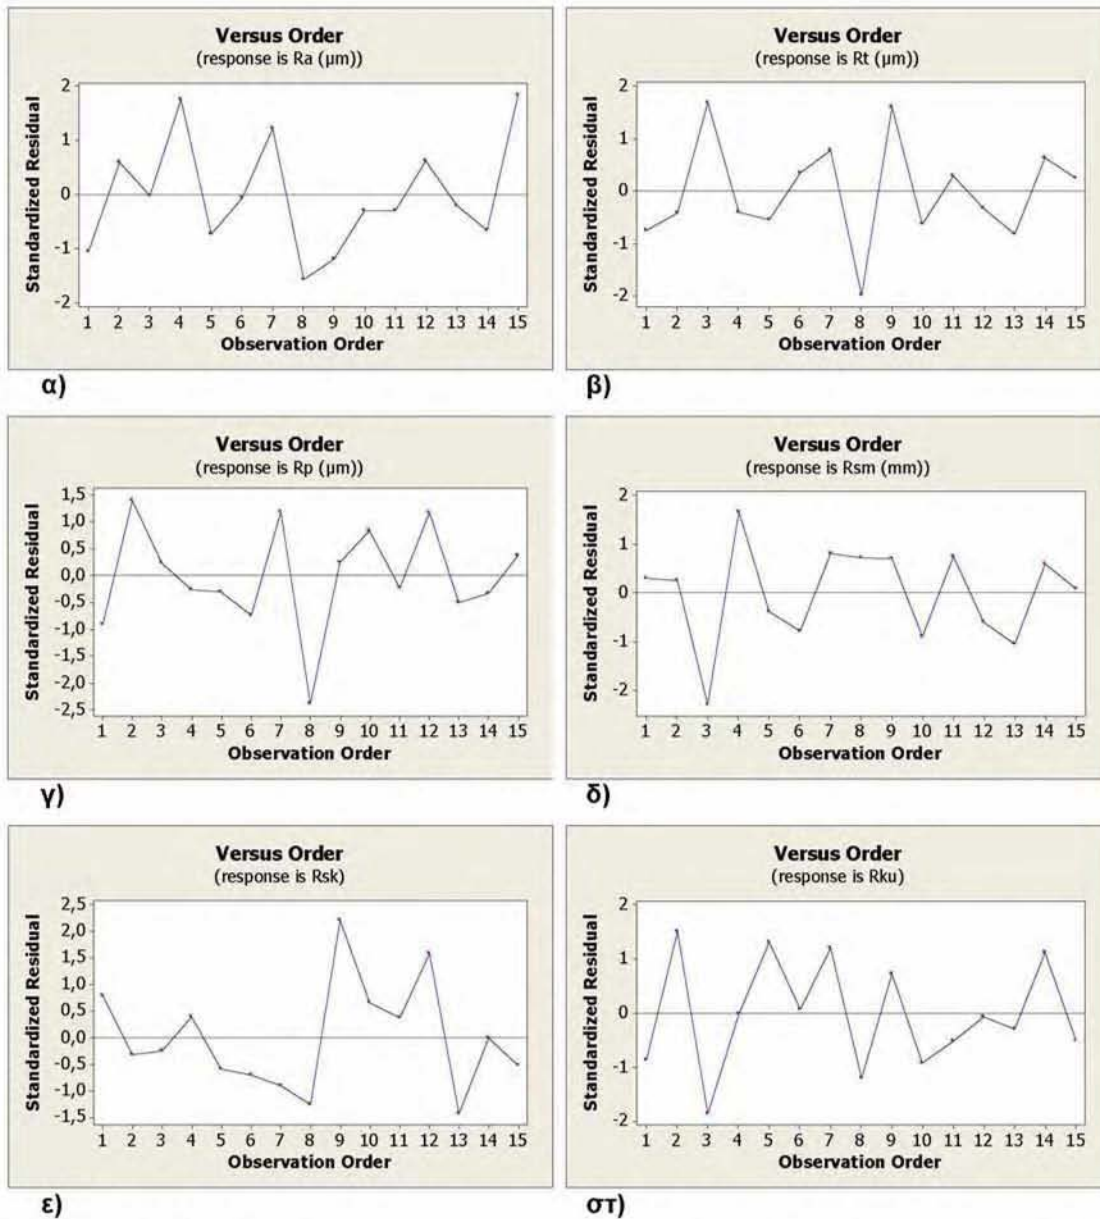 Versus Order
(response is Ra (µm))
Standardized Residual
2
1
0
-1
-2
1 2 3 4 5 6 7 8 9 10 11 12 13 14 15
Observation Order
α)
Versus Order
(response is Rt (µm))
Standardized Residual
2
1
0
-1
-2
1 2 3 4 5 6 7 8 9 10 11 12 13 14 15
Observation Order
β)
Versus Order
(response is Rp (µm))
Standardized Residual
1,5
1,0
0,5
0,0
-0,5
-1,0
-1,5
-2,0
-2,5
1 2 3 4 5 6 7 8 9 10 11 12 13 14 15
Observation Order
γ)
Versus Order
(response is Rsm (mm))
Standardized Residual
2
1
0
-1
-2
1 2 3 4 5 6 7 8 9 10 11 12 13 14 15
Observation Order
δ)
Versus Order
(response is Rsk)
Standardized Residual
2,5
2,0
1,5
1,0
0,5
0,0
-0,5
-1,0
-1,5
1 2 3 4 5 6 7 8 9 10 11 12 13 14 15
Observation Order
ε)
Versus Order
(response is Rku)
Standardized Residual
2
1
0
-1
-2
1 2 3 4 5 6 7 8 9 10 11 12 13 14 15
Observation Order
στ)